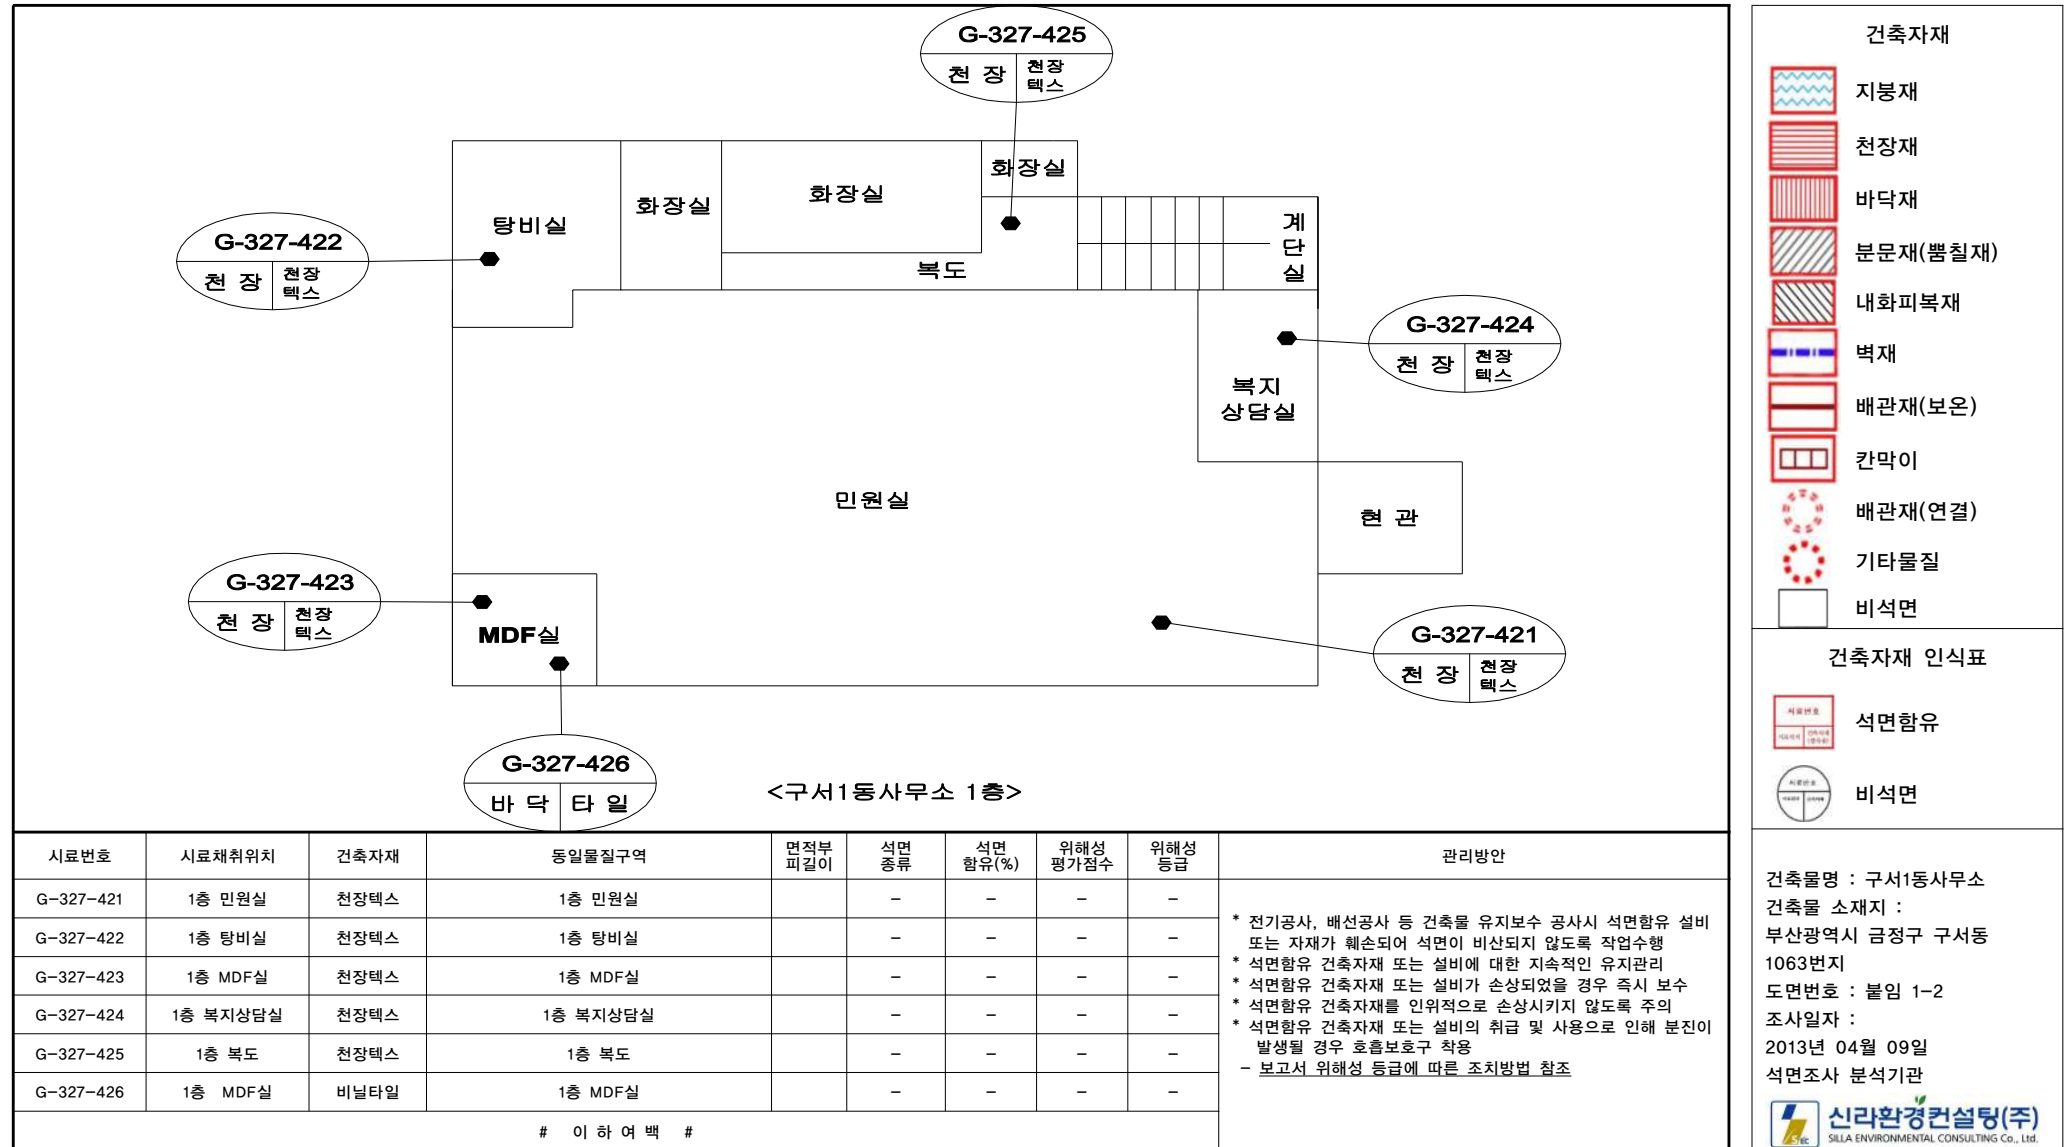 G-327-425
천 장
천장
텍스
화장실
탕비실
화장실
화장실
계
단
실
복도
G-327-422
천 장
천장
텍스
G-327-424
천 장
천장
텍스
복지
상담실
민원실
현 관
G-327-423
천 장
천장
텍스
MDF실
G-327-421
천 장
천장
텍스
G-327-426
바 닥
타 일
<구서1동사무소 1층>
시료번호 시료채취위치 건축자재 동일물질구역 면적부 피길이 석면 종류 석면 함유(%) 위해성 평가점수 위해성 등급 관리방안
G-327-421 1층 민원실 천장텍스 1층 민원실 - - - -
G-327-422 1층 탕비실 천장텍스 1층 탕비실 - - - -
G-327-423 1층 MDF실 천장텍스 1층 MDF실 - - - -
G-327-424 1층 복지상담실 천장텍스 1층 복지상담실 - - - -
G-327-425 1층 복도 천장텍스 1층 복도 - - - -
G-327-426 1층 MDF실 비닐타일 1층 MDF실 - - - -
# 이 하 여 백 #
* 전기공사, 배선공사 등 건축물 유지보수 공사시 석면함유 설비
또는 자재가 훼손되어 석면이 비산되지 않도록 작업수행
* 석면함유 건축자재 또는 설비에 대한 지속적인 유지관리
* 석면함유 건축자재 또는 설비가 손상되었을 경우 즉시 보수
* 석면함유 건축자재를 인위적으로 손상시키지 않도록 주의
* 석면함유 건축자재 또는 설비의 취급 및 사용으로 인해 분진이
발생될 경우 호흡보호구 착용
- 보고서 위해성 등급에 따른 조치방법 참조
건축자재
지붕재
천장재
바닥재
분문재(뿜칠재)
내화피복재
벽재
배관재(보온)
칸막이
배관재(연결)
기타물질
비석면
건축자재 인식표
시료번호
석면함유
비석면
건축물명 : 구서1동사무소
건축물 소재지 :
부산광역시 금정구 구서동
1063번지
도면번호 : 붙임 1-2
조사일자 :
2013년 04월 09일
석면조사 분석기관
신라환경컨설팅(주)
SILLA ENVIRONMENTAL CONSULTING Co., Ltd.